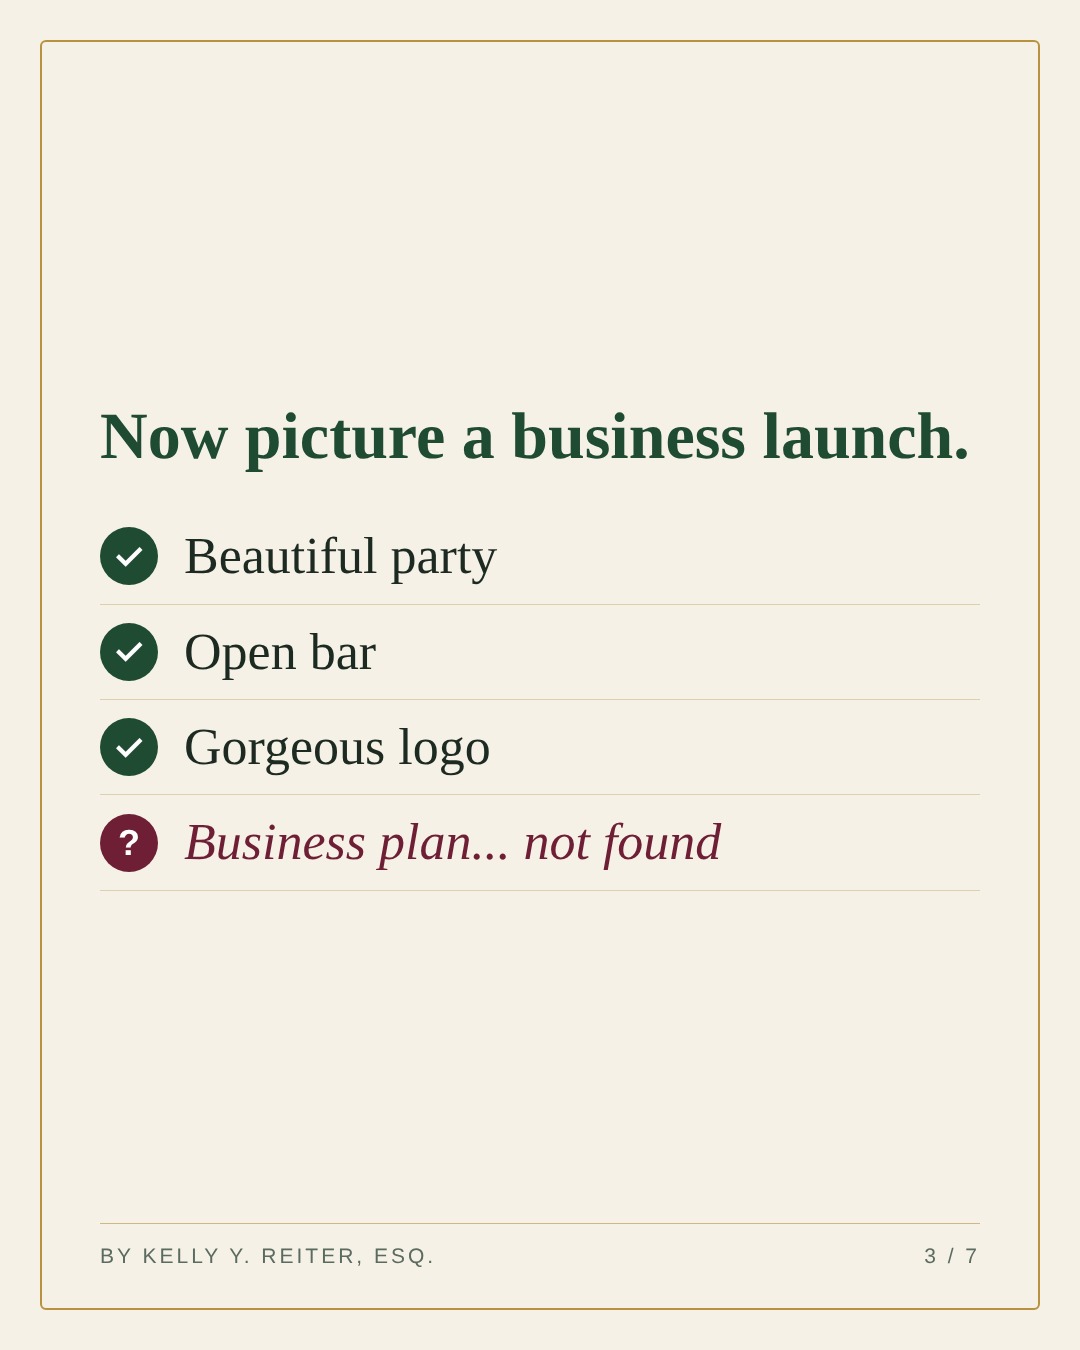 Now picture a business launch.
Beautiful party
Open bar
Gorgeous logo
? Business plan... not found
BY KELLY Y. REITER, ESQ.
3 / 7